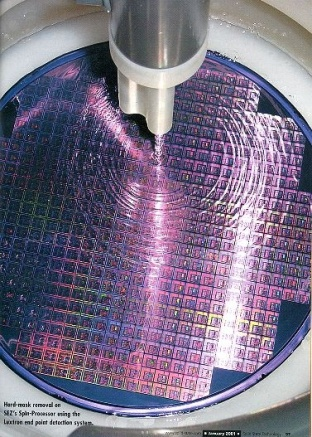 Hard-mask removal on
SEZ's Spin-Processor using the
Luxtron end point detection system.
January 2001